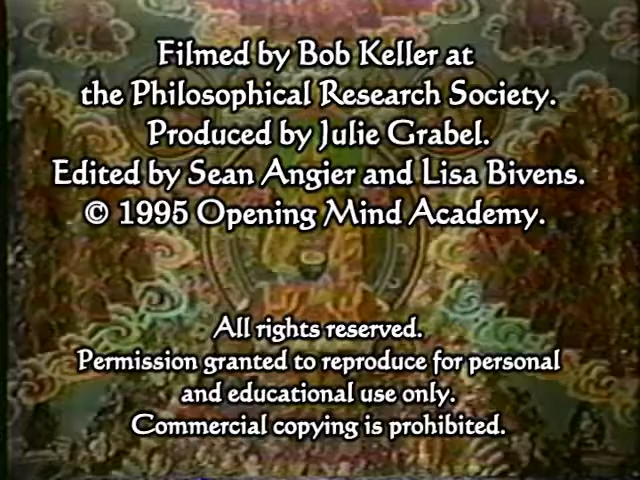 Filmed by Bob Keller at
the Philosophical Research Society.
Produced by Julie Grabel.
Edited by Sean Angier and Lisa Bivens.
© 1995 Opening Mind Academy.
All rights reserved.
Permission granted to reproduce for personal
and educational use only.
Commercial copying is prohibited.